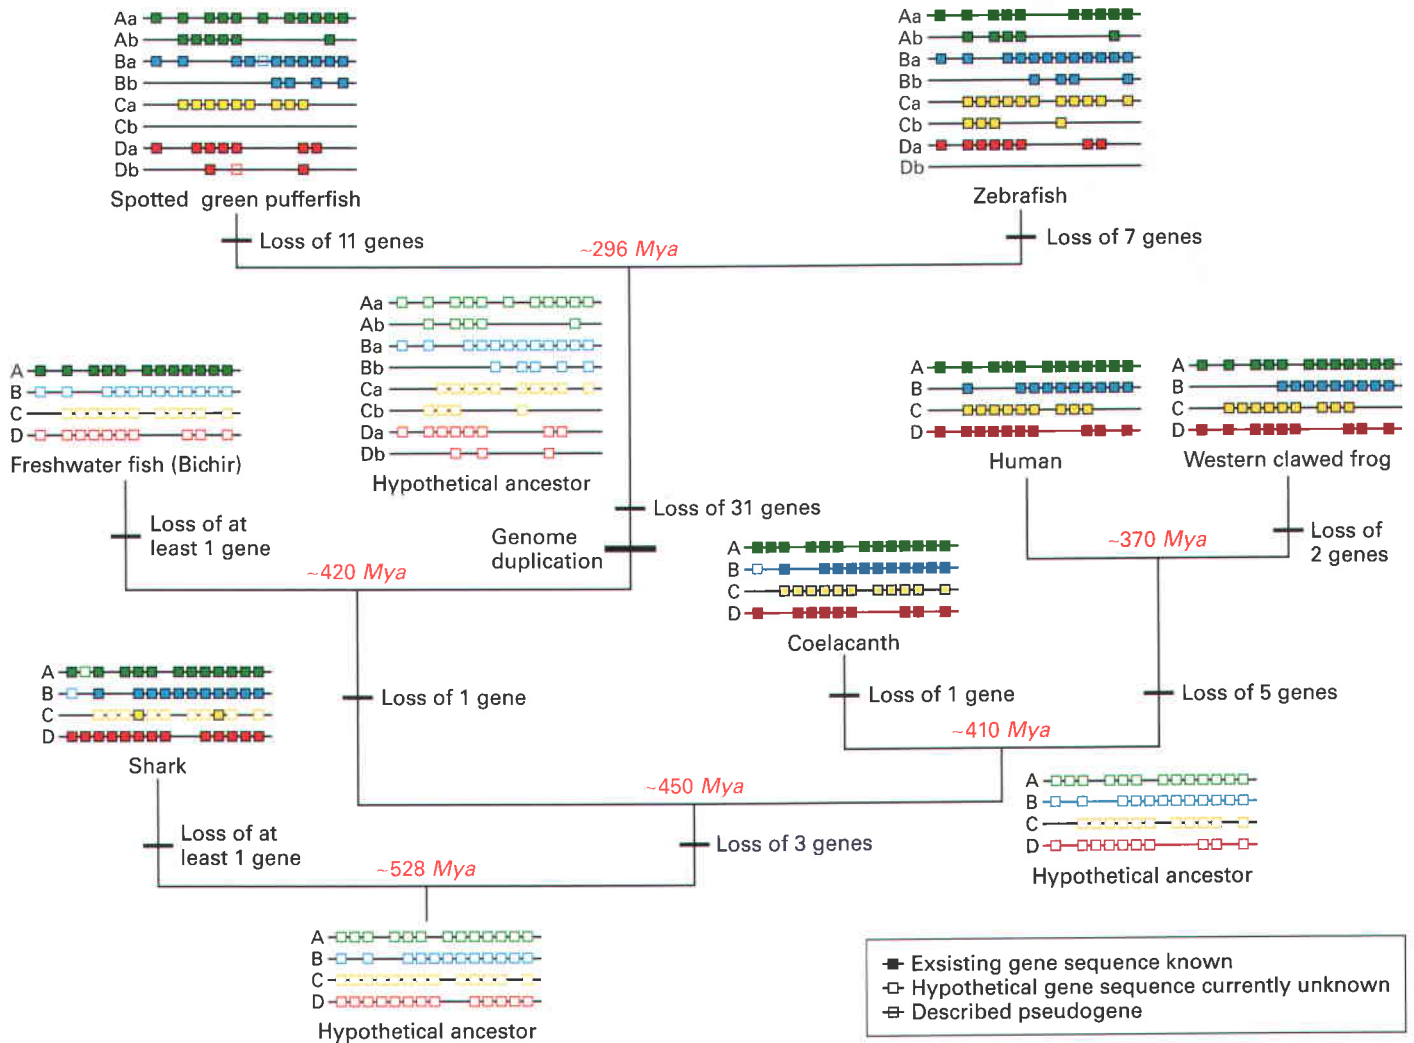 Aa
Ab
Ba
Bb
Ca
Cb
Da
Db
Spotted green pufferfish
Aa
Ab
Ba
Bb
Ca
Cb
Da
Db
Zebrafish
Loss of 11 genes
~296 Mya
Loss of 7 genes
Aa
Ab
Ba
Bb
Ca
Cb
Da
Db
Hypothetical ancestor
A
B
C
D
Freshwater fish (Bichir)
A
B
C
D
Human
A
B
C
D
Western clawed frog
Loss of at
least 1 gene
Genome
duplication
Loss of 31 genes
~420 Mya
A
B
C
D
Coelacanth
~370 Mya
Loss of
2 genes
A
B
C
D
Shark
Loss of 1 gene
Loss of 1 gene
Loss of 5 genes
~410 Mya
~450 Mya
A
B
C
D
Hypothetical ancestor
Loss of at
least 1 gene
Loss of 3 genes
~528 Mya
A
B
C
D
Hypothetical ancestor
Exsisting gene sequence known
Hypothetical gene sequence currently unknown
Described pseudogene